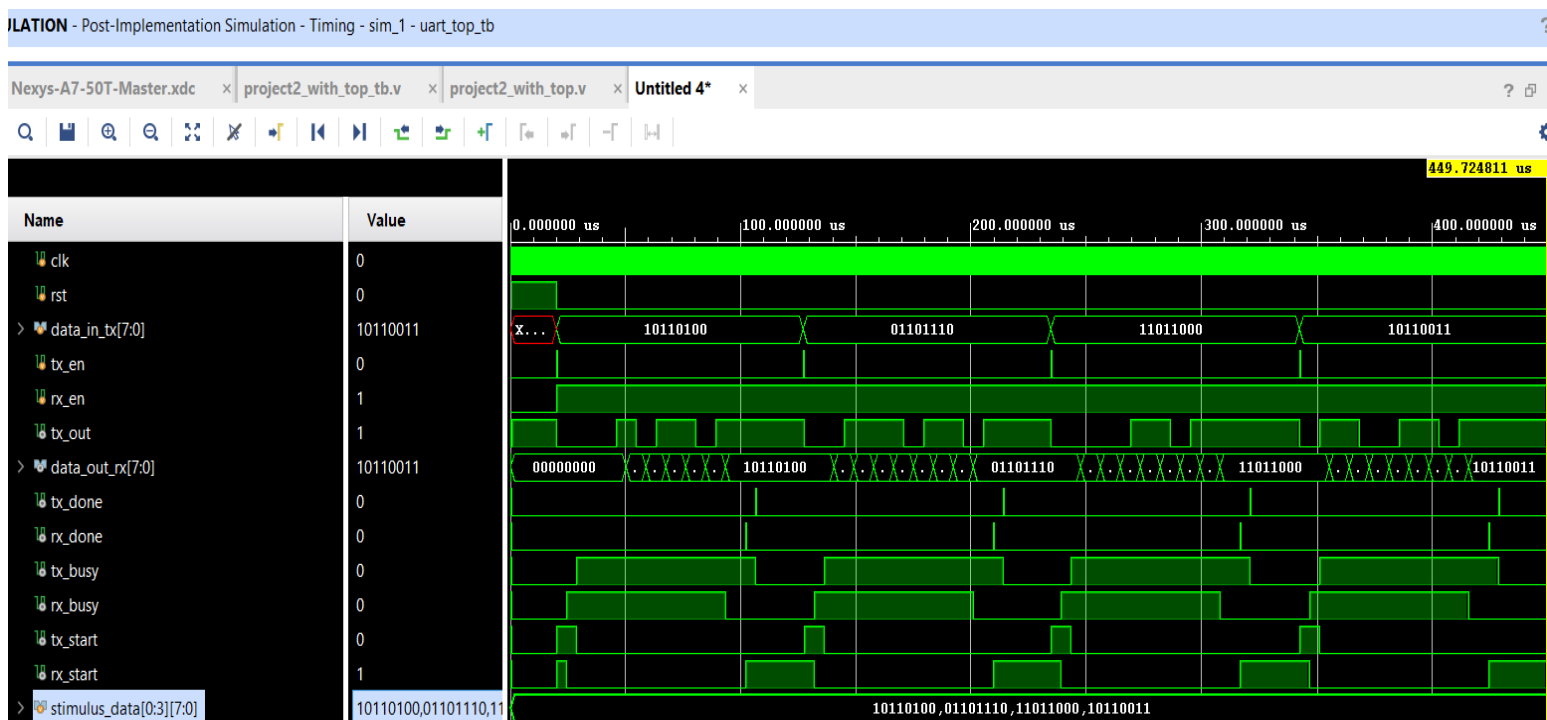 JLATION - Post-Implementation Simulation - Timing - sim_1 - uart_top_tb ?
Nexys-A7-50T-Master.xdc × project2_with_top_tb.v × project2_with_top.v × Untitled 4* × ?
449.724811 us
Name Value 0.000000 us 100.000000 us 200.000000 us 300.000000 us 400.000000 us
clk 0
rst 0
data_in_tx[7:0] 10110011 X... 10110100 01101110 11011000 10110011
tx_en 0
rx_en 1
tx_out 1
data_out_rx[7:0] 10110011 00000000 . . . . . 10110100 . . . . . . . 01101110 . . . . . . . 11011000 . . . . . . . 10110011
tx_done 0
rx_done 0
tx_busy 0
rx_busy 0
tx_start 0
rx_start 1
stimulus_data[0:3][7:0] 10110100,01101110,11 10110100,01101110,11011000,10110011